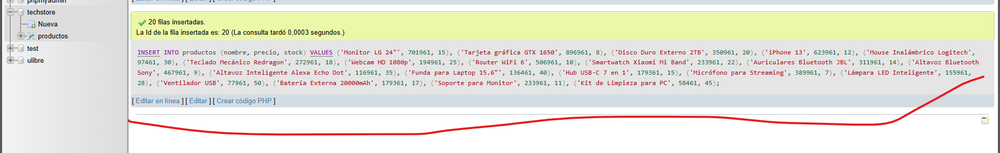 phpmyadmin
techstore
Nueva
productos
test
ulibre
[ Editar en línea ] [ Editar ] [ Crear código PHP ]
20 filas insertadas.
La Id de la fila insertada es: 20 (La consulta tardó 0,0003 segundos.)
INSERT INTO productos (nombre, precio, stock) VALUES ('Monitor LG 24"', 701961, 15), ('Tarjeta gráfica GTX 1650', 896961, 8), ('Disco Duro Externo 2TB', 350961, 20), ('iPhone 13', 623961, 12), ('Mouse Inalámbrico Logitech',
97461, 30), ('Teclado Mecánico Redragon', 272961, 18), ('Webcam HD 1080p', 194961, 25), ('Router WiFi 6', 506961, 10), ('Smartwatch Xiaomi Mi Band', 233961, 22), ('Auriculares Bluetooth JBL', 311961, 14), ('Altavoz Bluetooth
Sony', 467961, 9), ('Altavoz Inteligente Alexa Echo Dot', 116961, 35), ('Funda para Laptop 15.6"', 136461, 40), ('Hub USB-C 7 en 1', 179361, 15), ('Micrófono para Streaming', 389961, 7), ('Lámpara LED Inteligente', 155961,
28), ('Ventilador USB', 77961, 50), ('Batería Externa 20000mAh', 179361, 17), ('Soporte para Monitor', 233961, 11), ('Kit de Limpieza para PC', 58461, 45);
[ Editar en línea ] [ Editar ] [ Crear código PHP ]